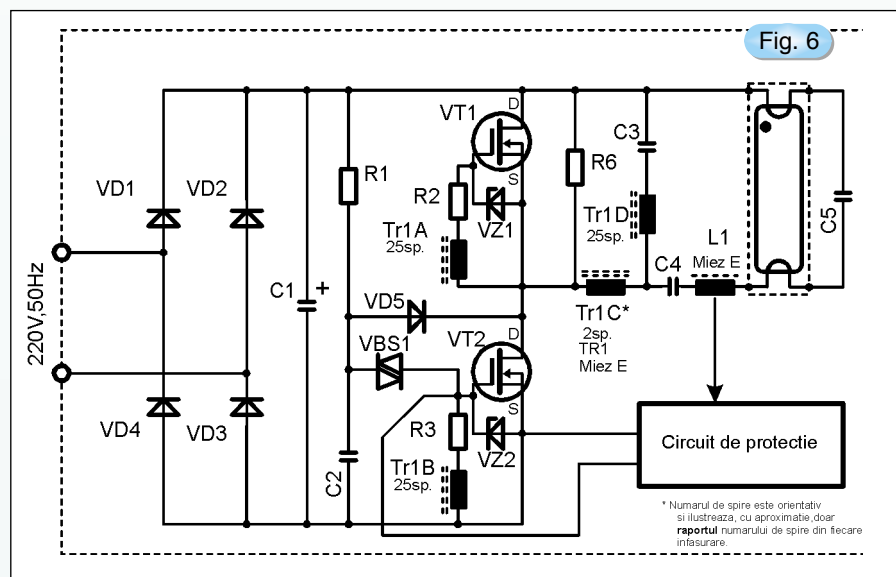 Fig. 6
VD1
VD2
VD4
VD3
220V,50Hz
C1
+
R1
VD5
VBS1
C2
VT1
D
S
R2
VZ1
Tr1A
25sp.
VT2
D
S
R3
VZ2
Tr1B
25sp.
R6
C3
Tr1D
25sp.
Tr1C*
2sp.
TR1
Miez E
C4
L1
Miez E
C5
Circuit de protectie
* Numarul de spire este orientativ
si ilustreaza, cu aproximatie,doar
raportul numarului de spire din fiecare
infasurare.